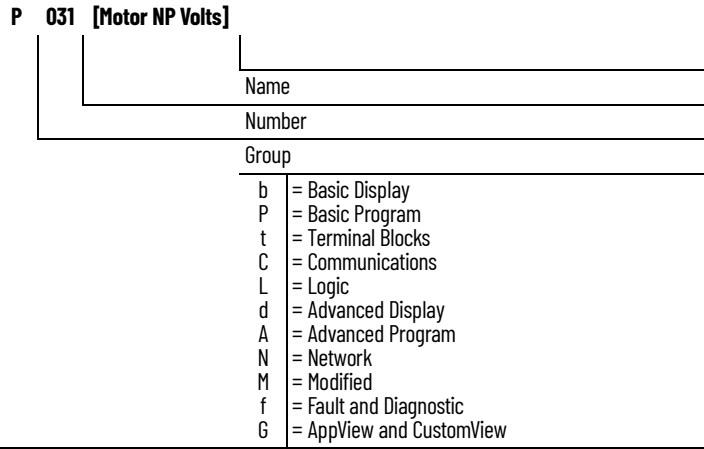 P 031 [Motor NP Volts]
Name
Number
Group
b = Basic Display
P = Basic Program
t = Terminal Blocks
C = Communications
L = Logic
d = Advanced Display
A = Advanced Program
N = Network
M = Modified
f = Fault and Diagnostic
G = AppView and CustomView